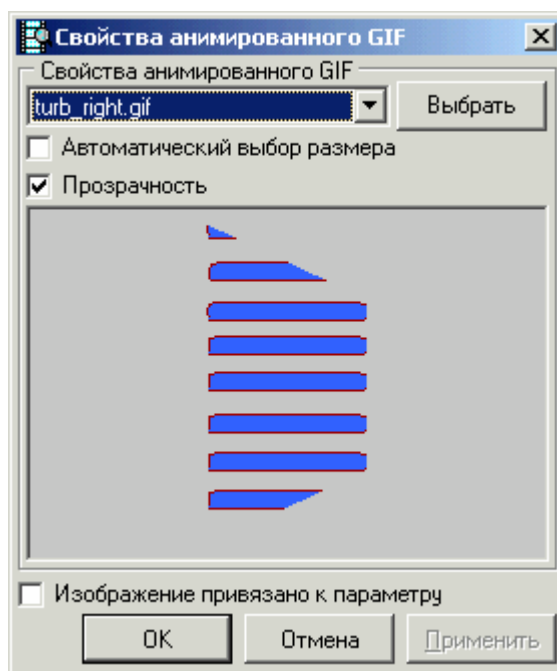 Свойства анимированного GIF
Свойства анимированного GIF
turb_right.gif
Выбрать
Автоматический выбор размера
Прозрачность
Изображение привязано к параметру
OK
Отмена
Применить